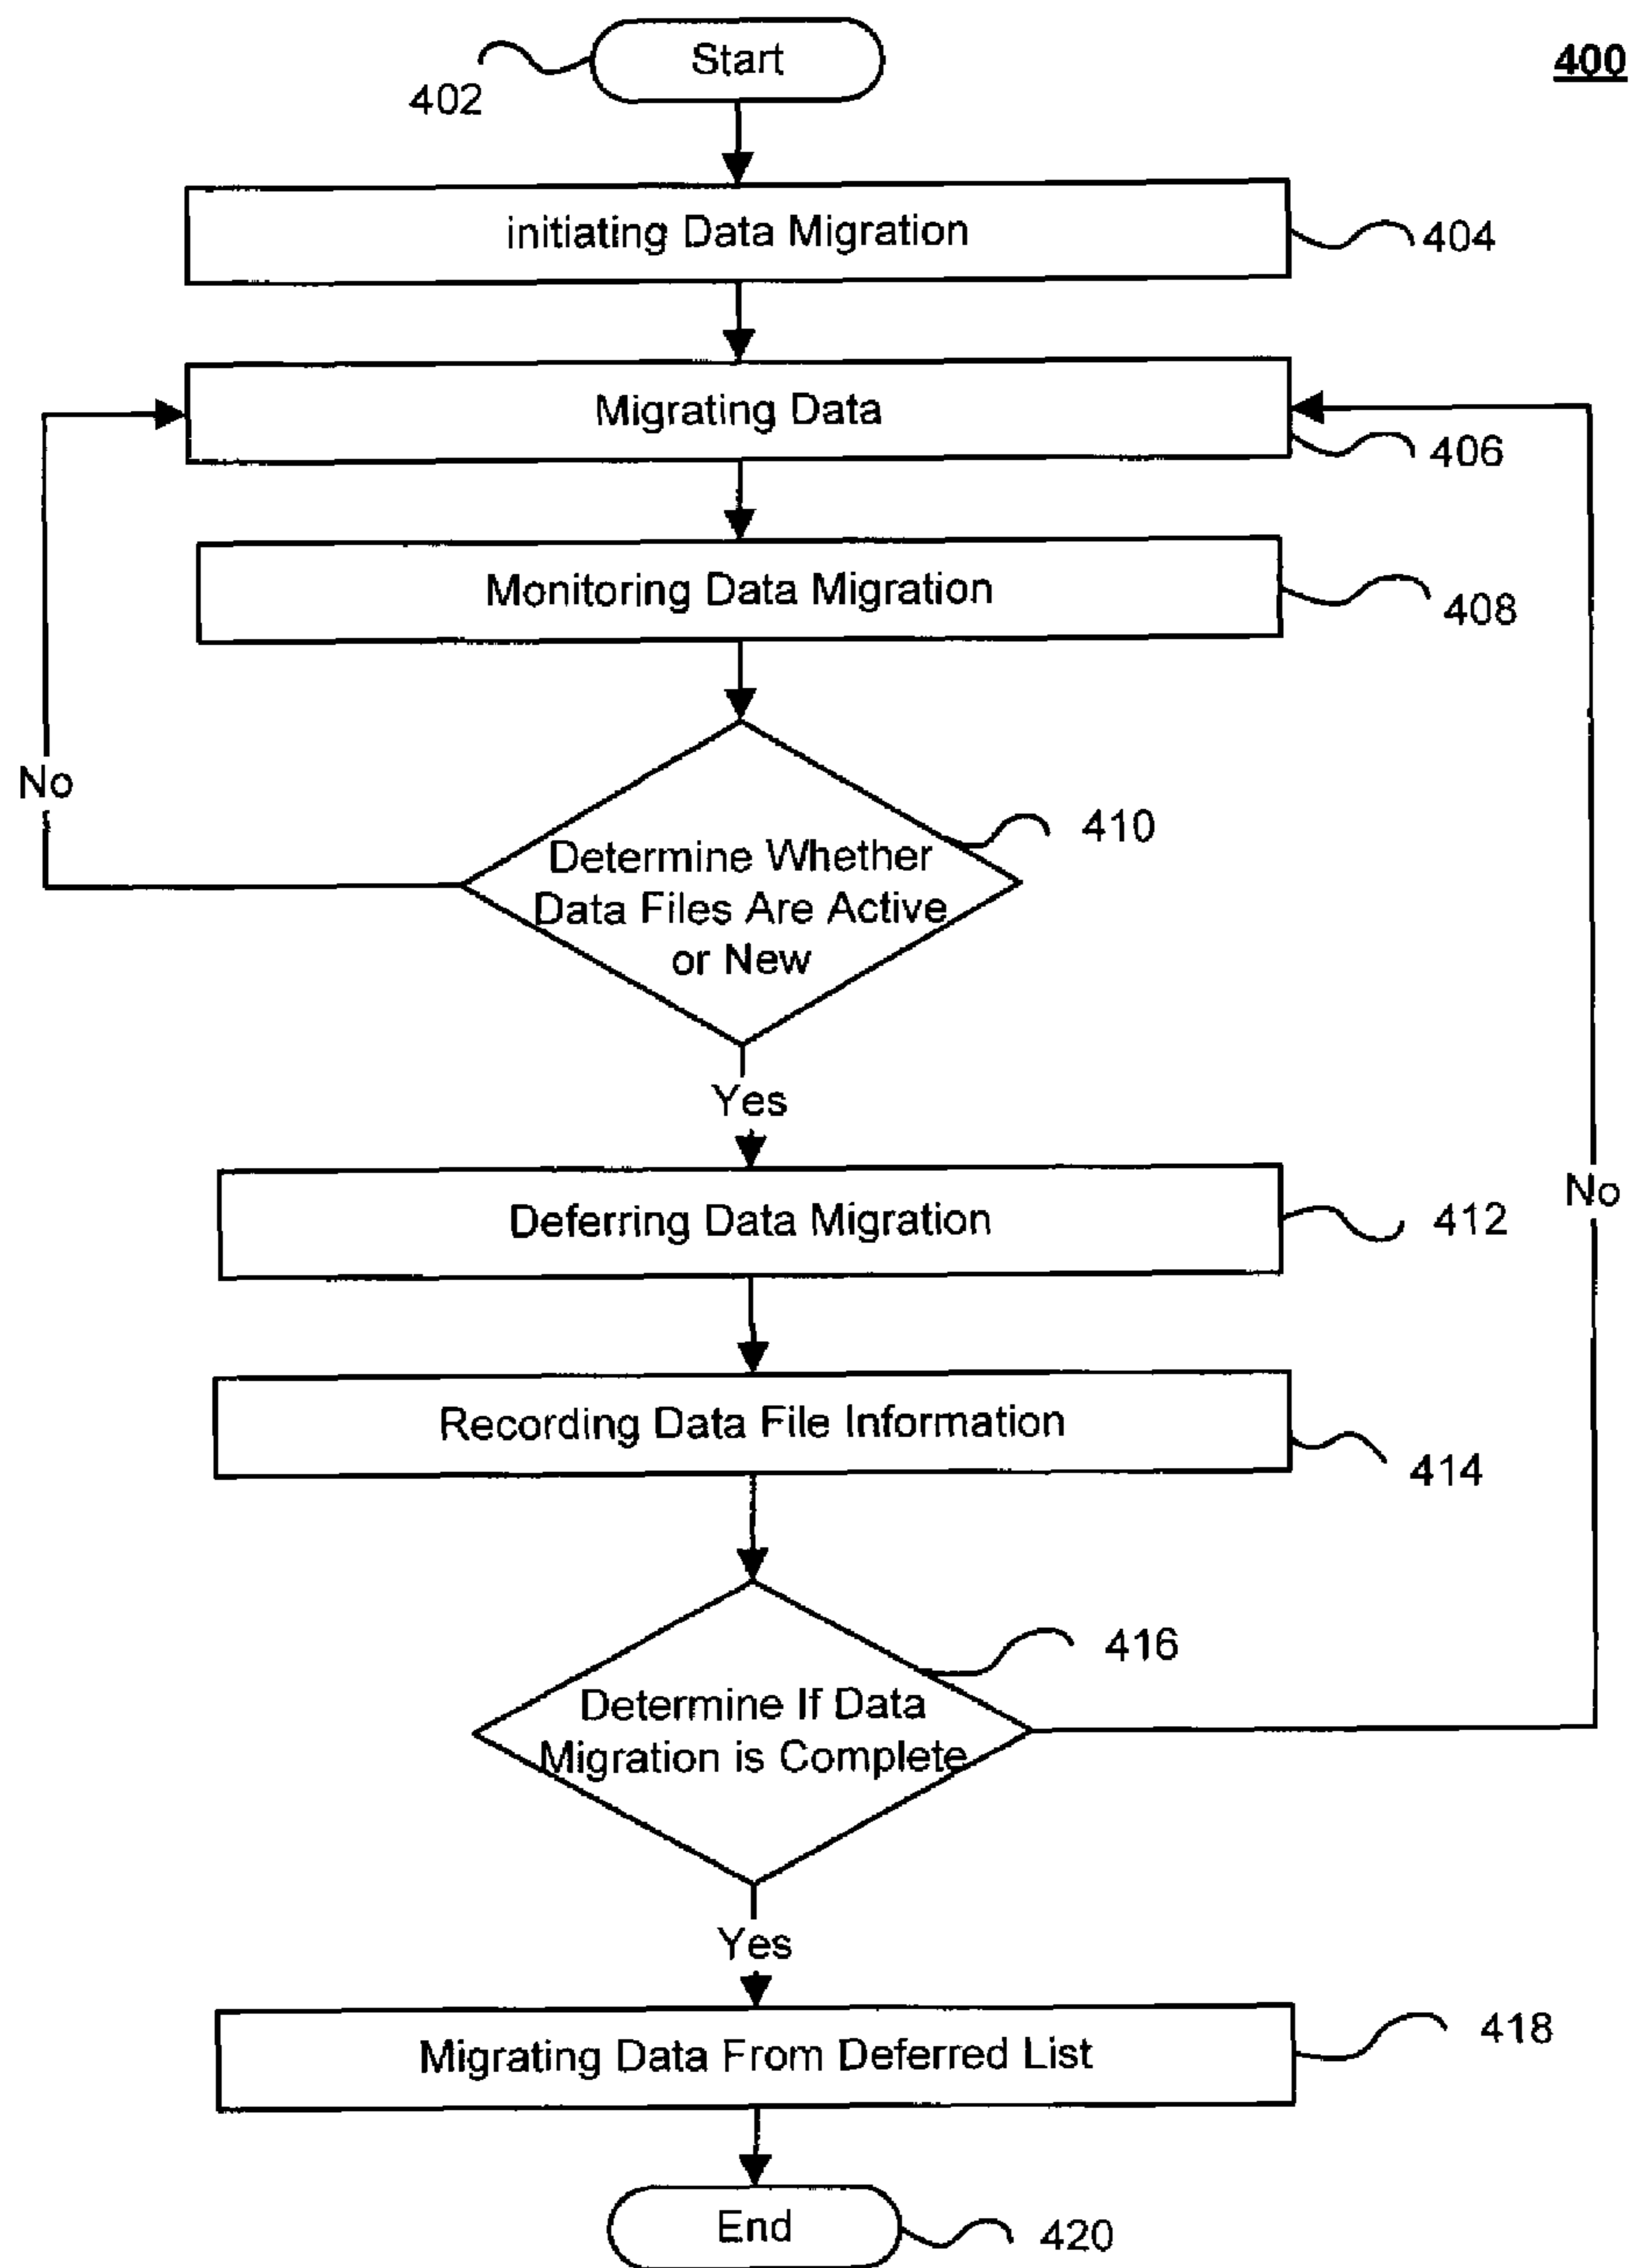 Start
400
402
initiating Data Migration
404
Migrating Data
406
Monitoring Data Migration
408
No
410
Determine Whether
Data Files Are Active
or New
Yes
Deferring Data Migration
412
No
Recording Data File Information
414
416
Determine If Data
Migration is Complete
Yes
Migrating Data From Deferred List
418
End
420